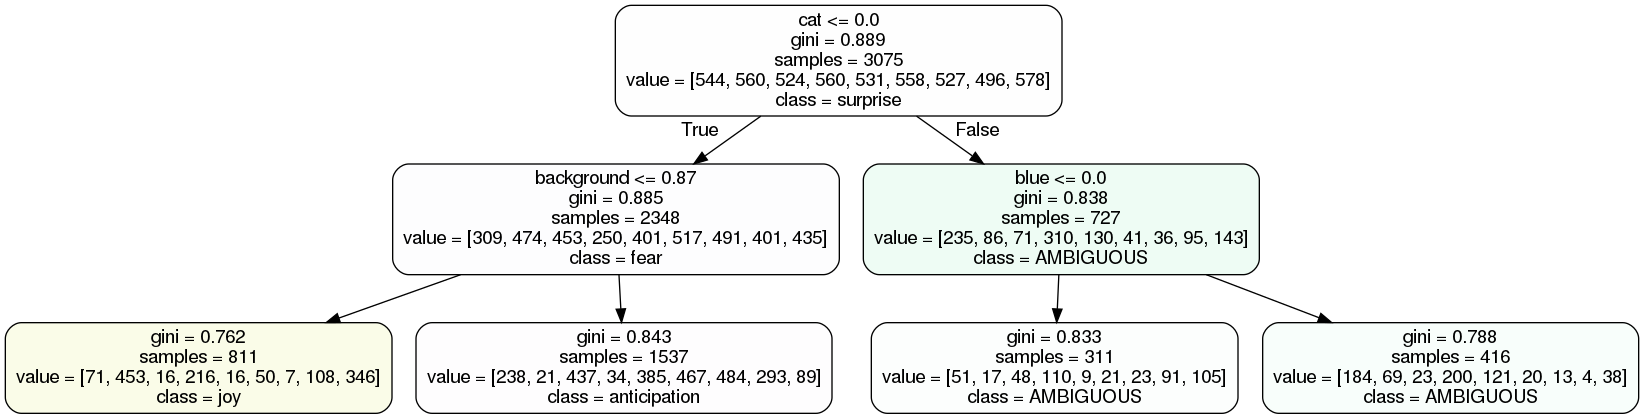 cat <= 0.0
gini = 0.889
samples = 3075
value = [544, 560, 524, 560, 531, 558, 527, 496, 578]
class = surprise
True
False
background <= 0.87
gini = 0.885
samples = 2348
value = [309, 474, 453, 250, 401, 517, 491, 401, 435]
class = fear
blue <= 0.0
gini = 0.838
samples = 727
value = [235, 86, 71, 310, 130, 41, 36, 95, 143]
class = AMBIGUOUS
gini = 0.762
samples = 811
value = [71, 453, 16, 216, 16, 50, 7, 108, 346]
class = joy
gini = 0.843
samples = 1537
value = [238, 21, 437, 34, 385, 467, 484, 293, 89]
class = anticipation
gini = 0.833
samples = 311
value = [51, 17, 48, 110, 9, 21, 23, 91, 105]
class = AMBIGUOUS
gini = 0.788
samples = 416
value = [184, 69, 23, 200, 121, 20, 13, 4, 38]
class = AMBIGUOUS